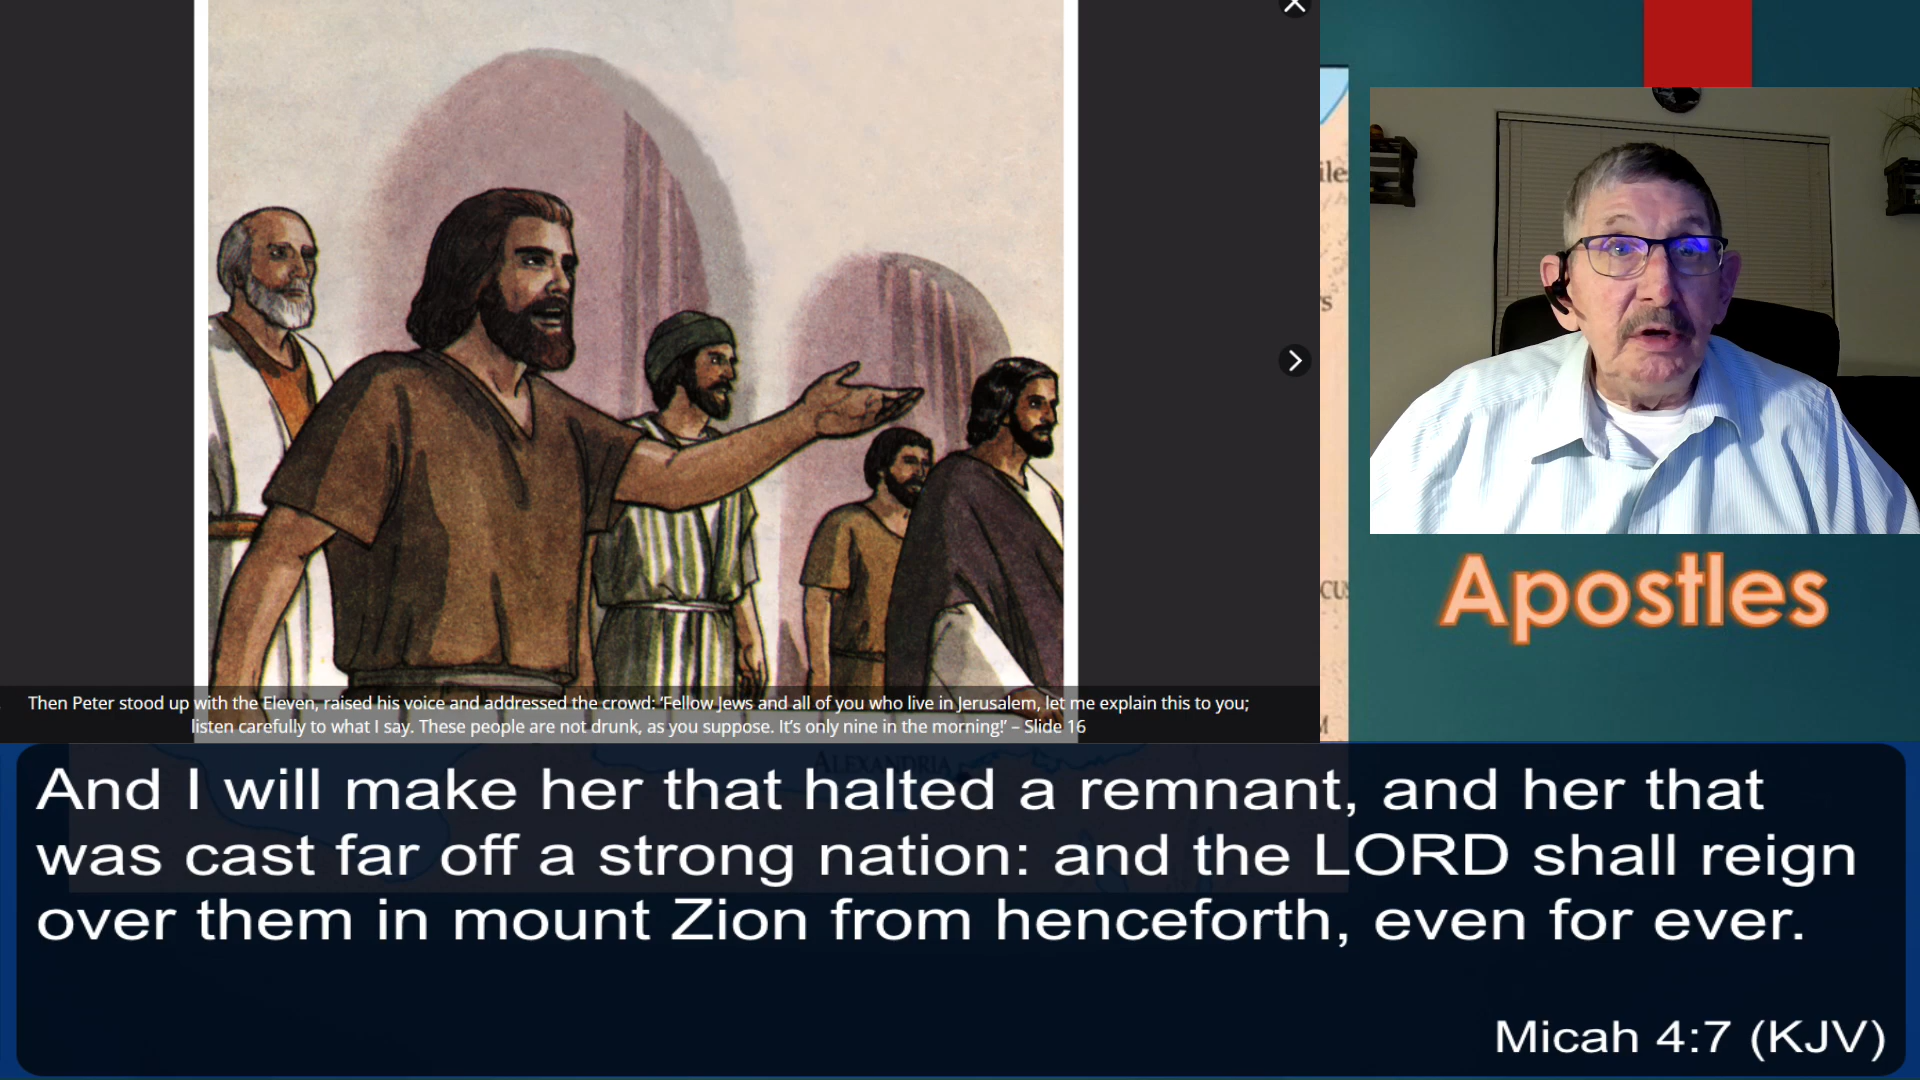 Then Peter stood up with the Eleven, raised his voice and addressed the crowd: ‘Fellow Jews and all of you who live in Jerusalem, let me explain this to you;
listen carefully to what I say. These people are not drunk, as you suppose. It’s only nine in the morning!’ – Slide 16
Apostles
ALEXANDRIA
And I will make her that halted a remnant, and her that
was cast far off a strong nation: and the LORD shall reign
over them in mount Zion from henceforth, even for ever.
Micah 4:7 (KJV)